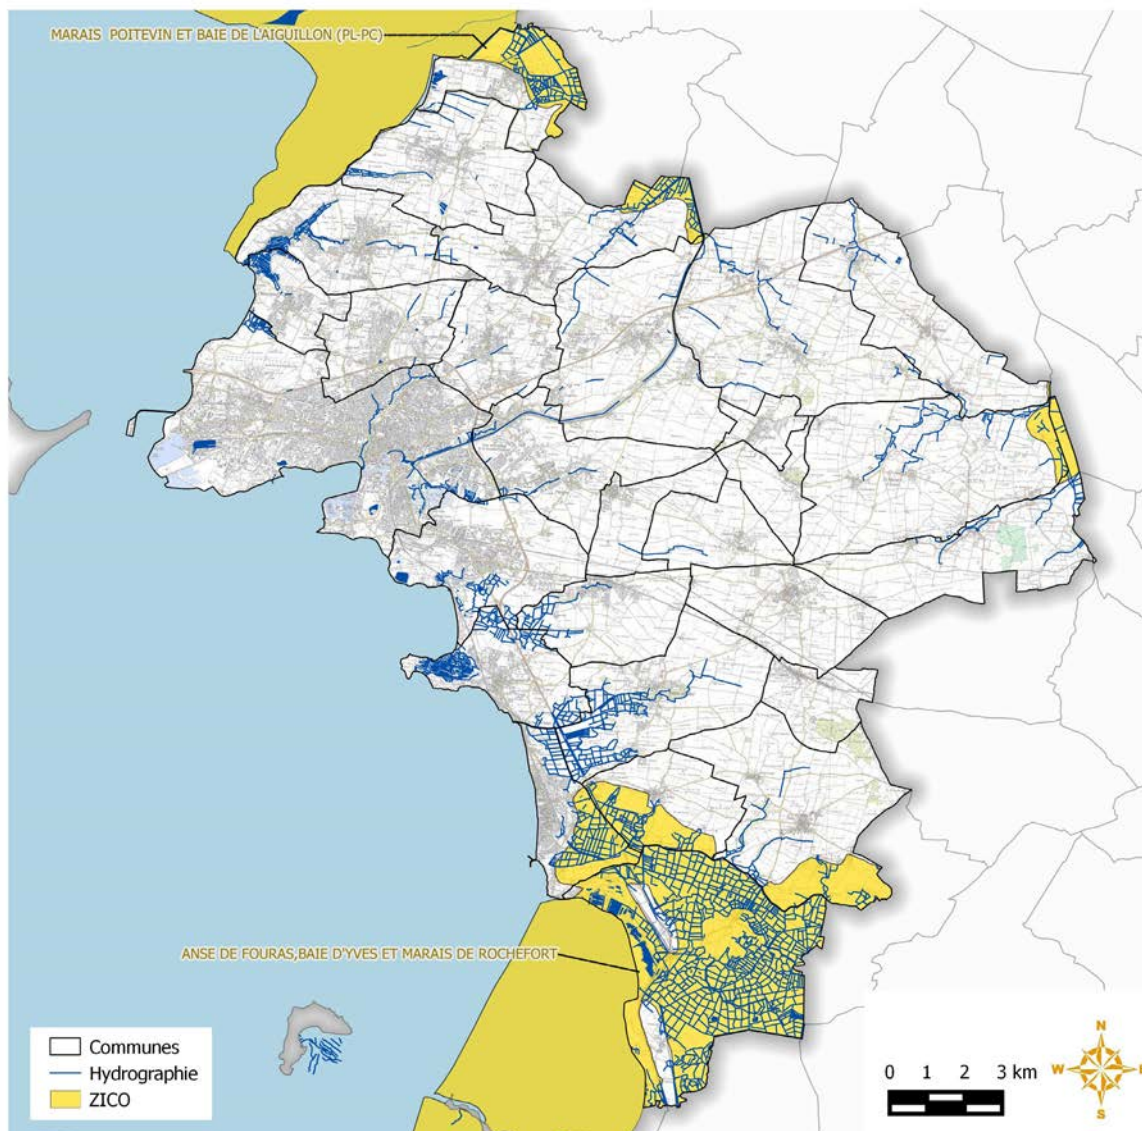 MARAIS POITEVIN ET BAIE DE L'AIGUILLON (PL-PC)
ANSE DE FOURAS,BAIE D'YVES ET MARAIS DE ROCHEFORT
Communes
Hydrographie
ZICO
0 1 2 3 km
N
W
S